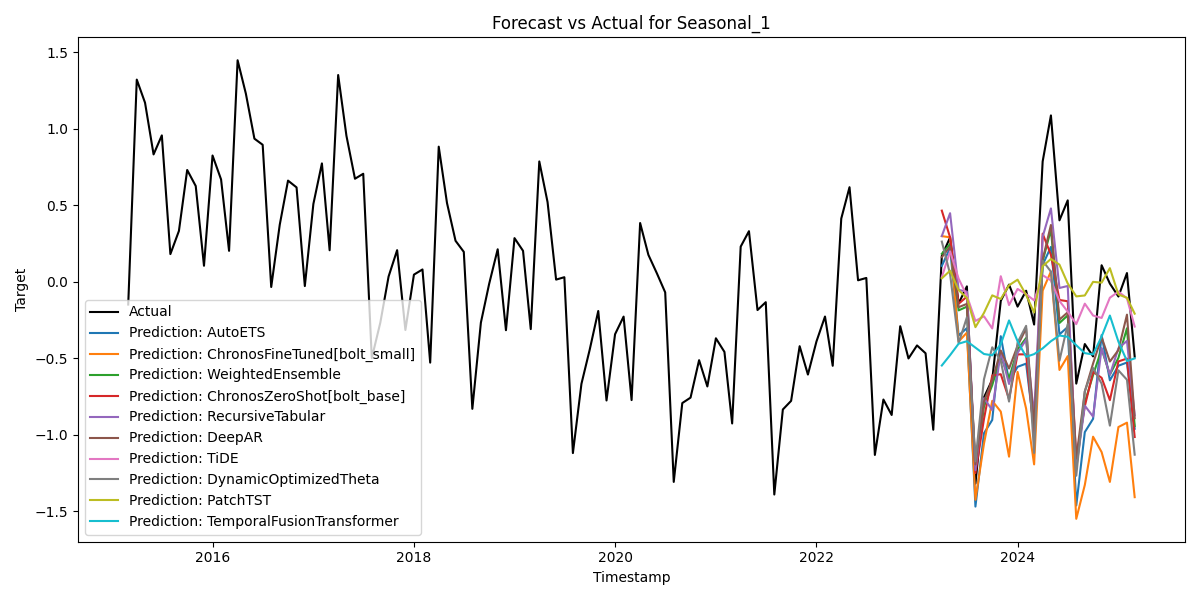 Forecast vs Actual for Seasonal_1
1.5
1.0
0.5
0.0
−0.5
−1.0
−1.5
Target
Actual
Prediction: AutoETS
Prediction: ChronosFineTuned[bolt_small]
Prediction: WeightedEnsemble
Prediction: ChronosZeroShot[bolt_base]
Prediction: RecursiveTabular
Prediction: DeepAR
Prediction: TiDE
Prediction: DynamicOptimizedTheta
Prediction: PatchTST
Prediction: TemporalFusionTransformer
2016 2018 2020 2022 2024
Timestamp